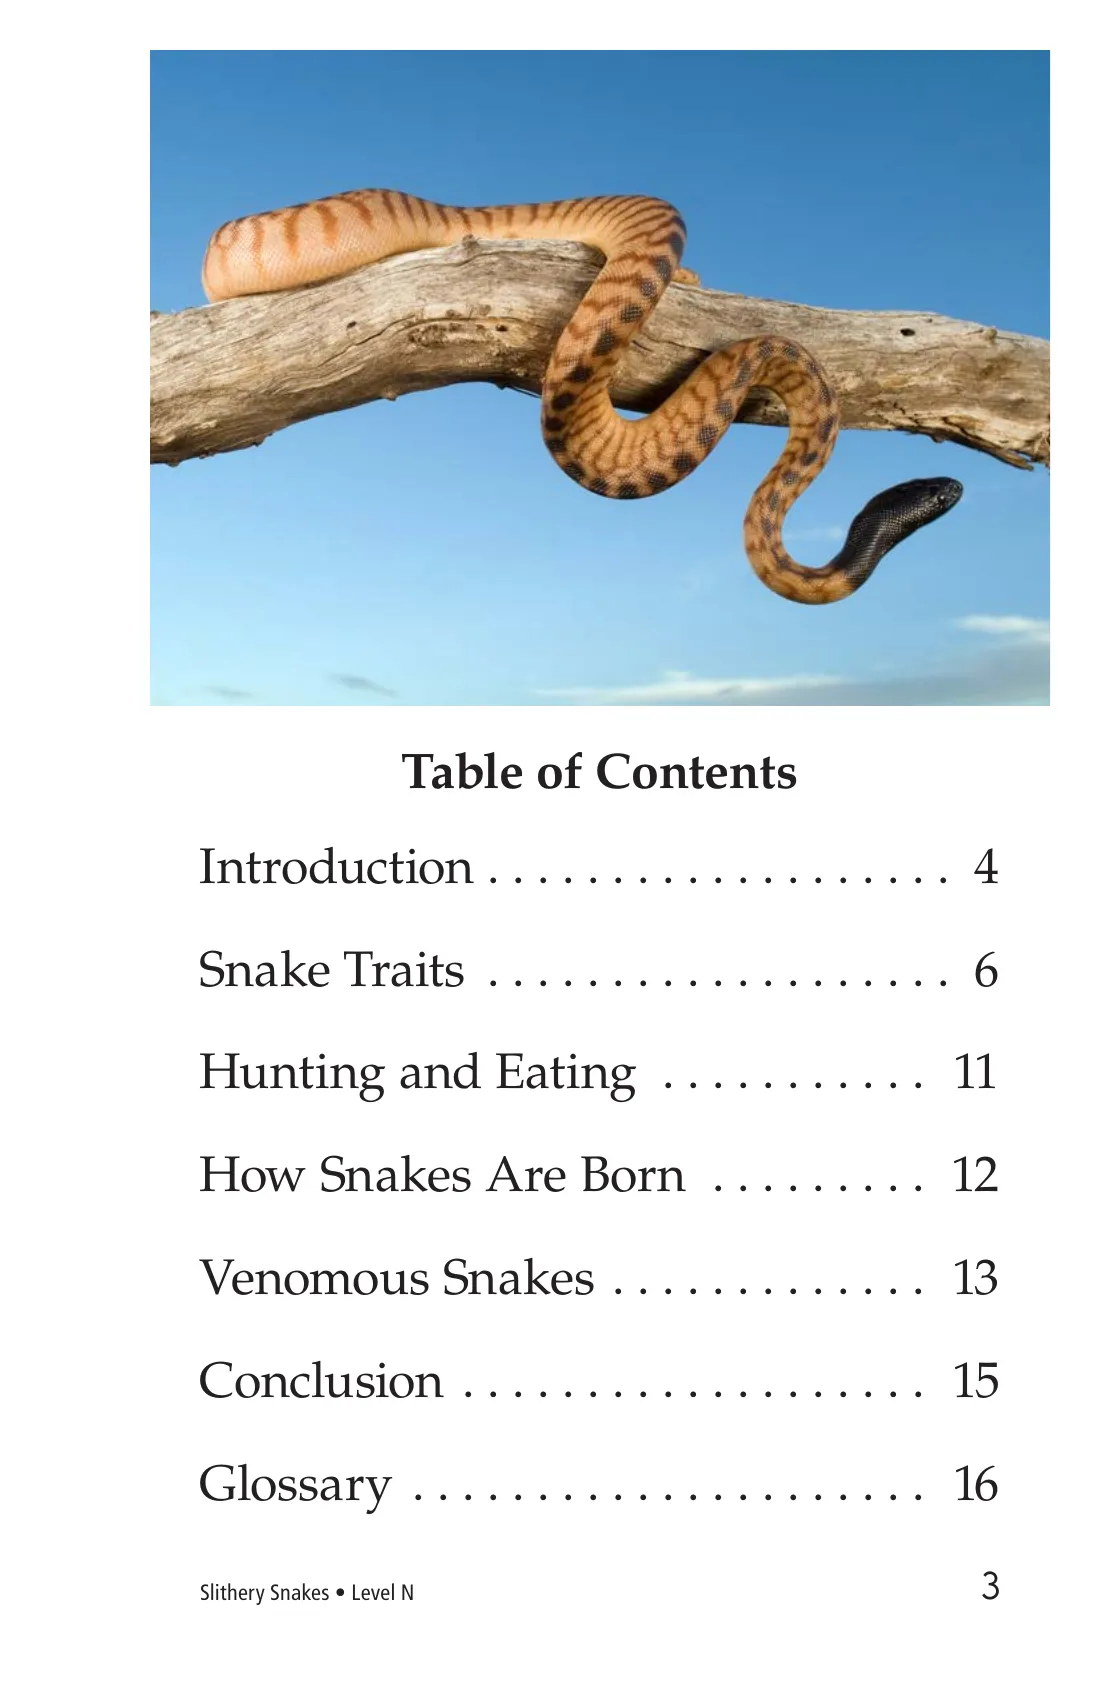 Table of Contents
Introduction . . . . . . . . . . . . . . . . . . . 4
Snake Traits . . . . . . . . . . . . . . . . . . . 6
Hunting and Eating . . . . . . . . . . . 11
How Snakes Are Born . . . . . . . . . 12
Venomous Snakes . . . . . . . . . . . . . 13
Conclusion . . . . . . . . . . . . . . . . . . . 15
Glossary . . . . . . . . . . . . . . . . . . . . . 16
Slithery Snakes • Level N 3